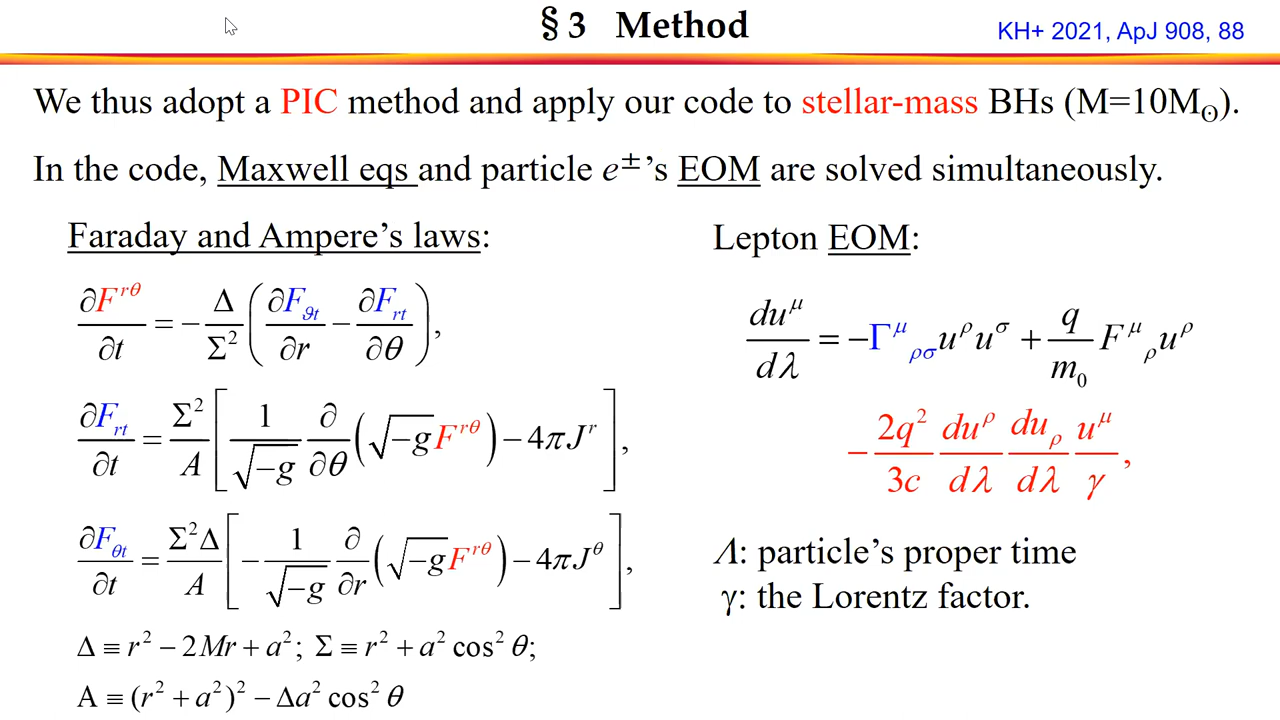 §3 Method
KH+ 2021, ApJ 908, 88
We thus adopt a PIC method and apply our code to stellar-mass BHs (M=10M⊙).
In the code, Maxwell eqs and particle e±'s EOM are solved simultaneously.
Faraday and Ampere's laws:
∂F^{rθ}/∂t = −Δ/Σ² (∂F_{ϑt}/∂r − ∂F_{rt}/∂θ),
∂F_{rt}/∂t = Σ²/A [ 1/√−g ∂/∂θ (√−g F^{rθ}) − 4πJ^r ],
∂F_{θt}/∂t = Σ²Δ/A [ − 1/√−g ∂/∂r (√−g F^{rθ}) − 4πJ^θ ],
Δ ≡ r² − 2Mr + a²; Σ ≡ r² + a² cos² θ;
A ≡ (r² + a²)² − Δa² cos² θ
Lepton EOM:
du^μ/dλ = −Γ^μ_{ρσ} u^ρ u^σ + q/m₀ F^μ_ρ u^ρ
− 2q²/3c du^ρ/dλ du_ρ/dλ u^μ/γ,
Λ: particle's proper time
γ: the Lorentz factor.